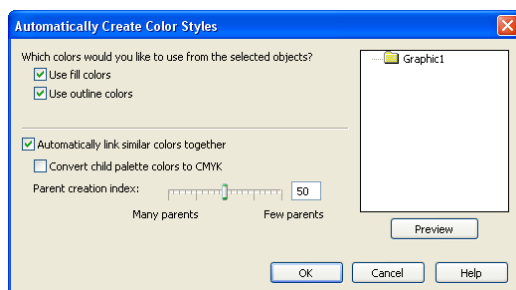 Automatically Create Color Styles
Which colors would you like to use from the selected objects?
Use fill colors
Use outline colors
Graphic1
Automatically link similar colors together
Convert child palette colors to CMYK
Parent creation index:
50
Many parents
Few parents
Preview
OK
Cancel
Help